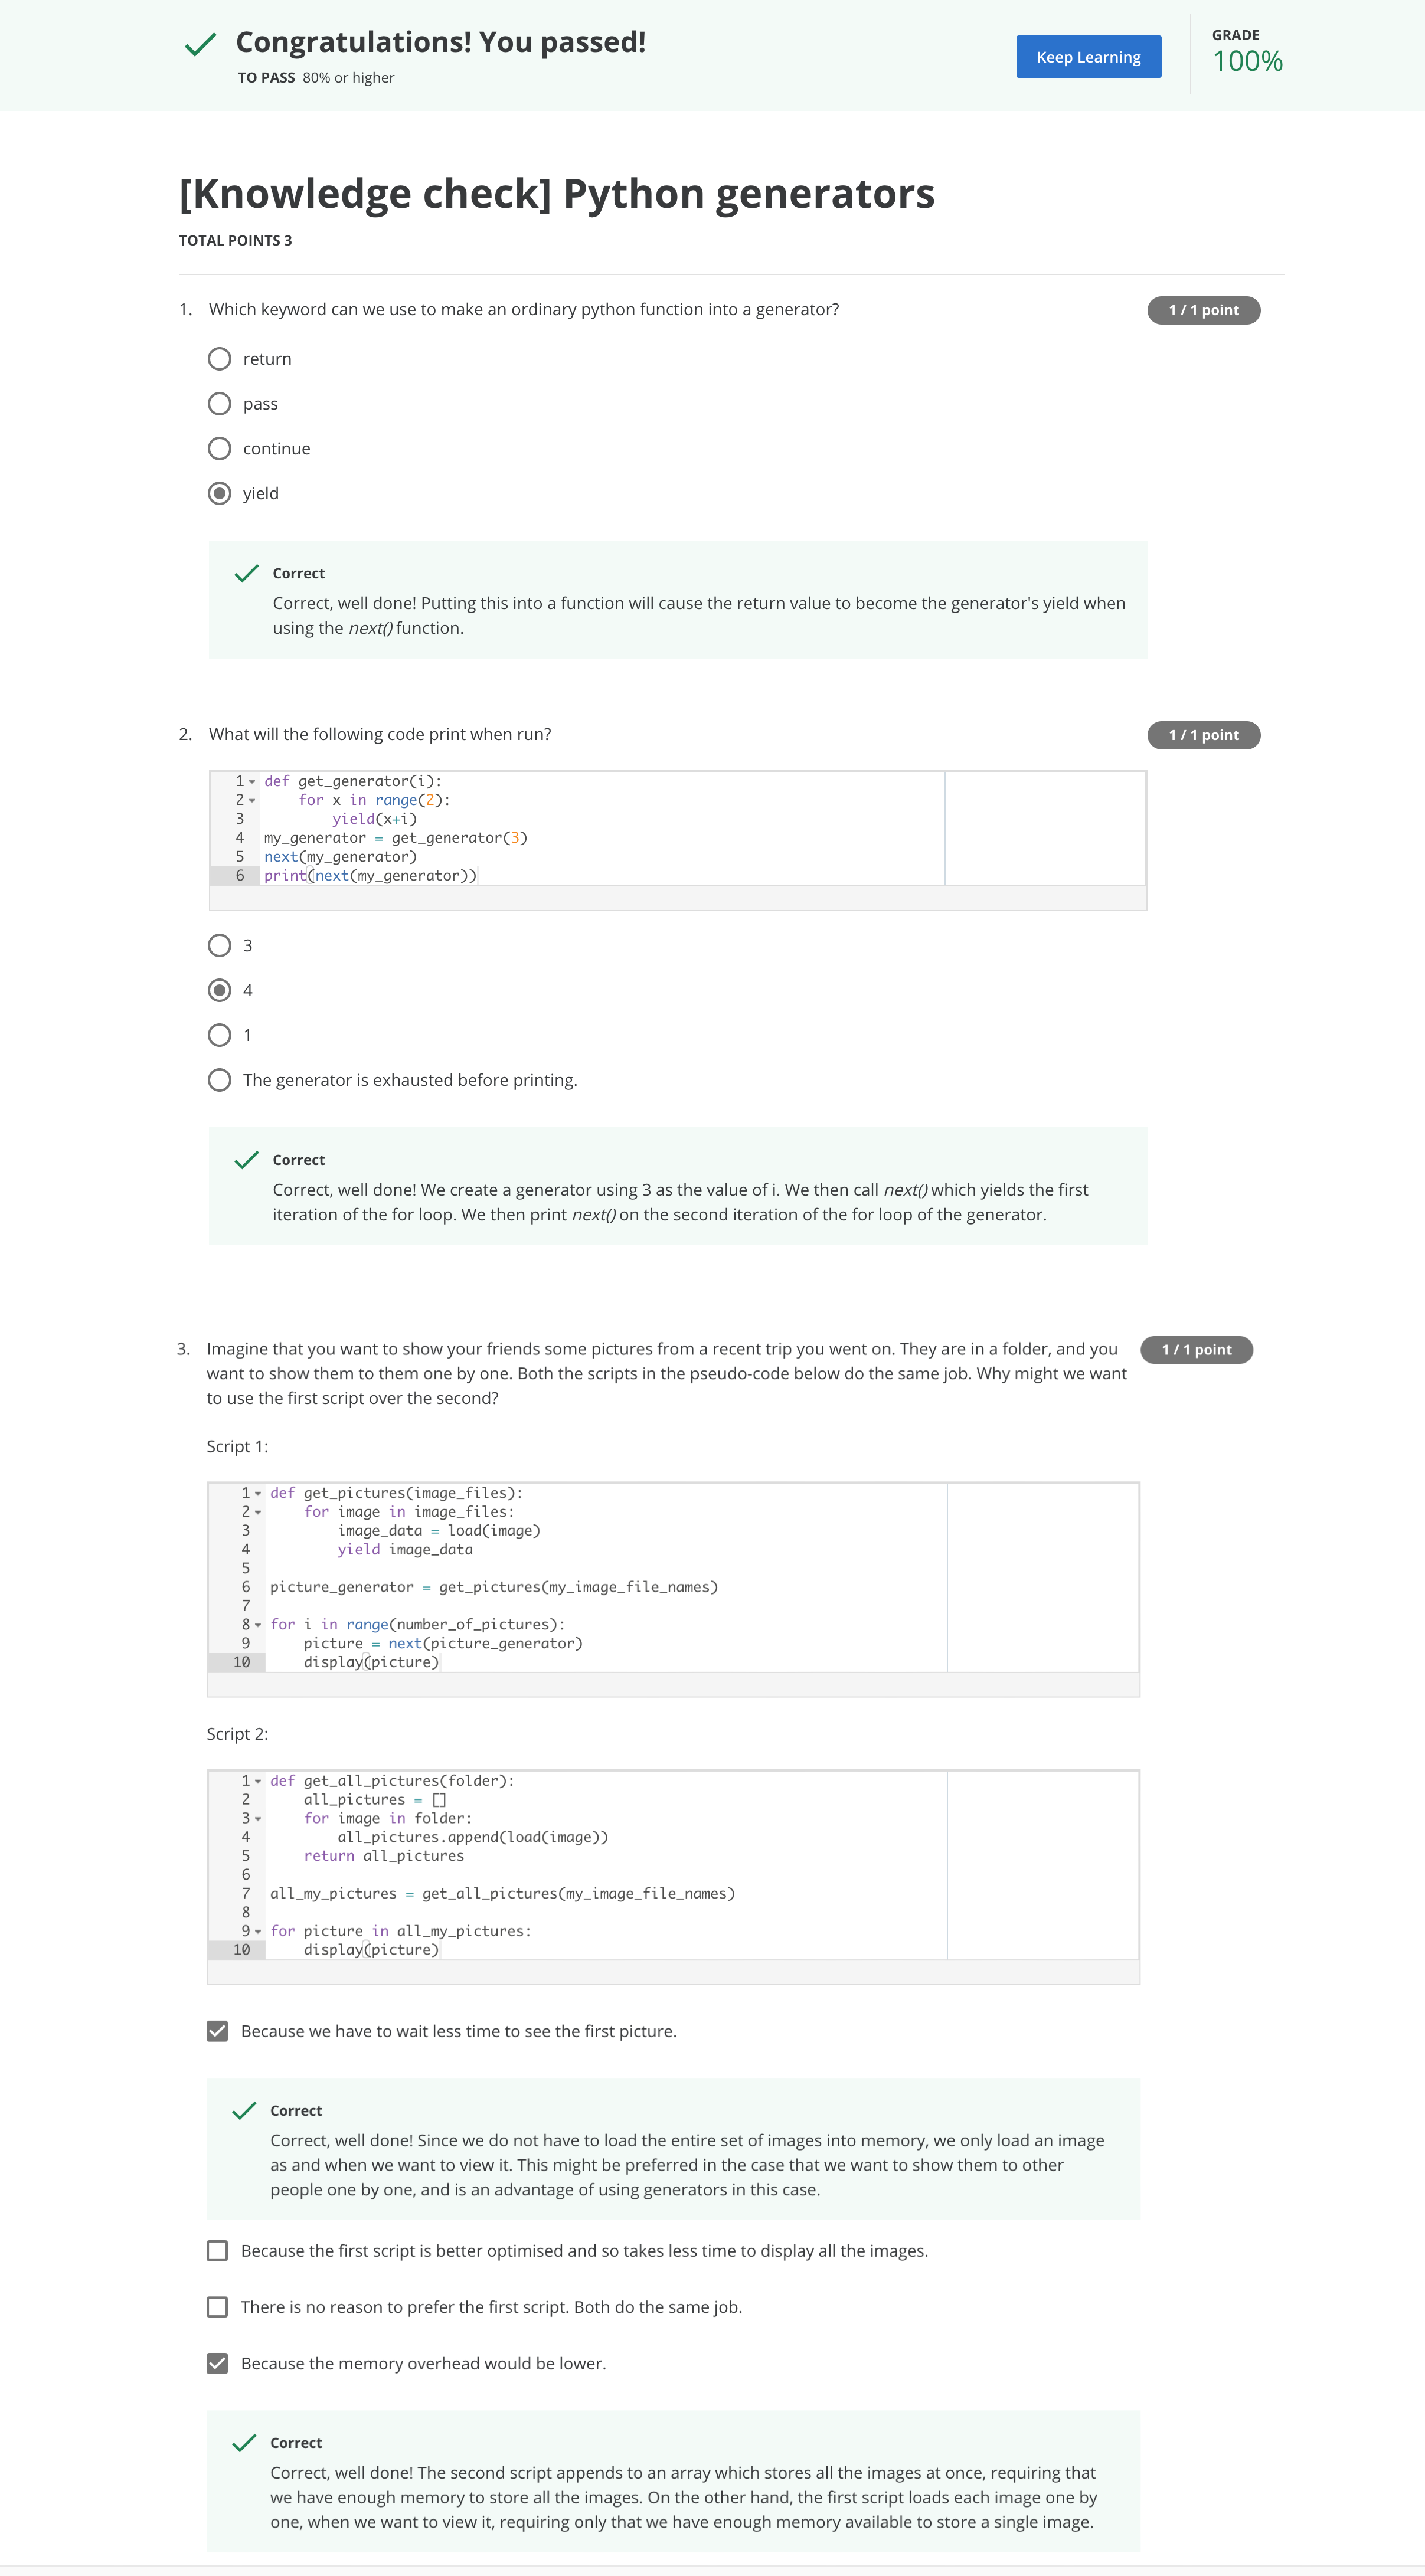 Congratulations! You passed!
TO PASS 80% or higher
Keep Learning
GRADE
100%
[Knowledge check] Python generators
TOTAL POINTS 3
1. Which keyword can we use to make an ordinary python function into a generator?
1 / 1 point
return
pass
continue
yield
Correct
Correct, well done! Putting this into a function will cause the return value to become the generator's yield when
using the next() function.
2. What will the following code print when run?
1 / 1 point
1 def get_generator(i):
2     for x in range(2):
3         yield(x+i)
4 my_generator = get_generator(3)
5 next(my_generator)
6 print(next(my_generator))
3
4
1
The generator is exhausted before printing.
Correct
Correct, well done! We create a generator using 3 as the value of i. We then call next() which yields the first
iteration of the for loop. We then print next() on the second iteration of the for loop of the generator.
3. Imagine that you want to show your friends some pictures from a recent trip you went on. They are in a folder, and you
1 / 1 point
want to show them to them one by one. Both the scripts in the pseudo-code below do the same job. Why might we want
to use the first script over the second?
Script 1:
1 def get_pictures(image_files):
2     for image in image_files:
3         image_data = load(image)
4         yield image_data
5
6 picture_generator = get_pictures(my_image_file_names)
7
8 for i in range(number_of_pictures):
9     picture = next(picture_generator)
10     display(picture)
Script 2:
1 def get_all_pictures(folder):
2     all_pictures = []
3     for image in folder:
4         all_pictures.append(load(image))
5     return all_pictures
6
7 all_my_pictures = get_all_pictures(my_image_file_names)
8
9 for picture in all_my_pictures:
10     display(picture)
Because we have to wait less time to see the first picture.
Correct
Correct, well done! Since we do not have to load the entire set of images into memory, we only load an image
as and when we want to view it. This might be preferred in the case that we want to show them to other
people one by one, and is an advantage of using generators in this case.
Because the first script is better optimised and so takes less time to display all the images.
There is no reason to prefer the first script. Both do the same job.
Because the memory overhead would be lower.
Correct
Correct, well done! The second script appends to an array which stores all the images at once, requiring that
we have enough memory to store all the images. On the other hand, the first script loads each image one by
one, when we want to view it, requiring only that we have enough memory available to store a single image.